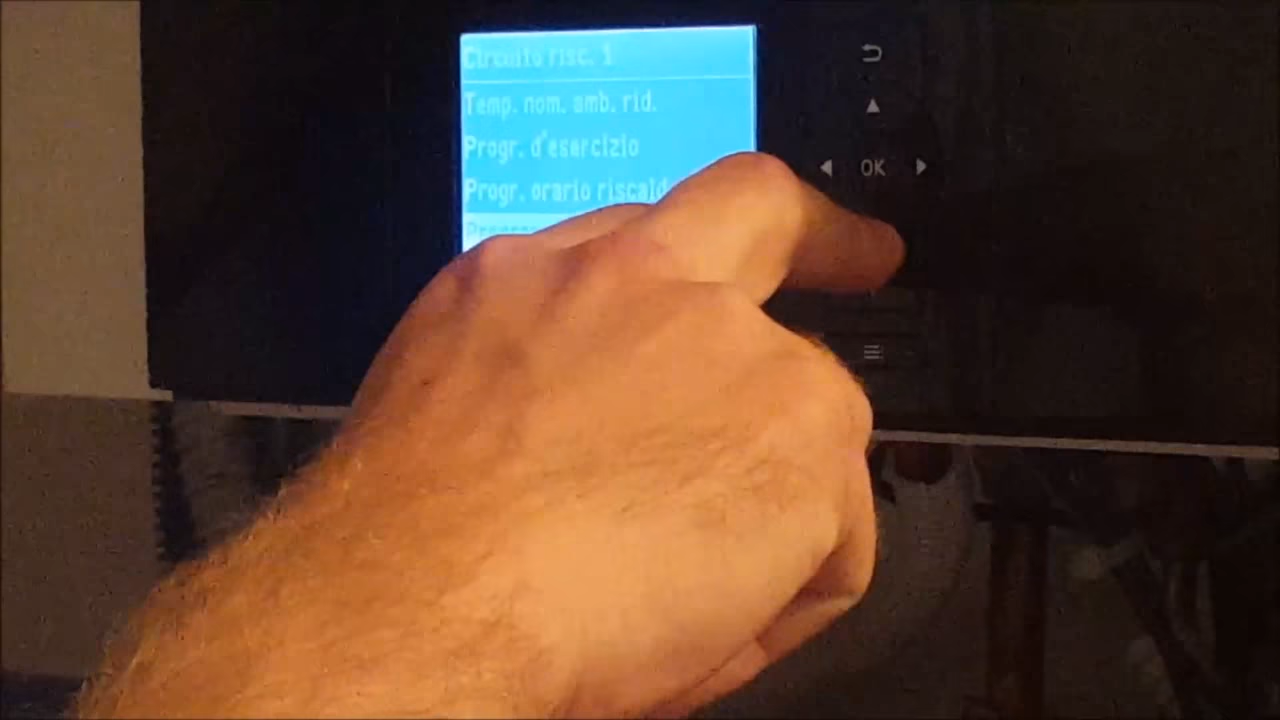 Circuito risc. 1
Temp. nom. amb. rid.
Progr. d'esercizio
Progr. orario riscald
OK